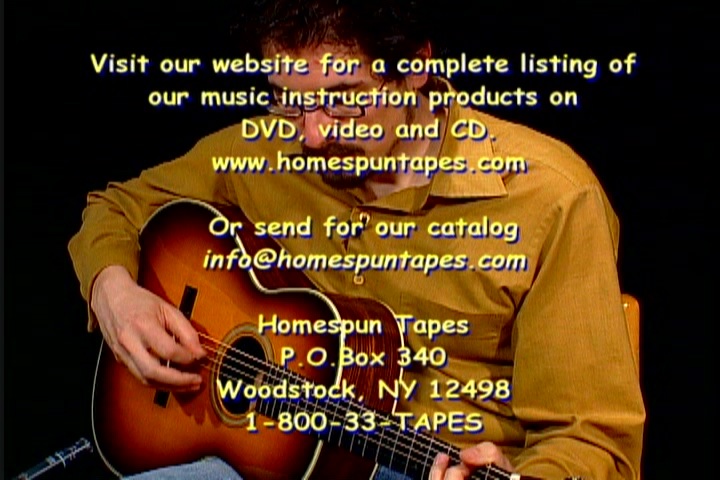 Visit our website for a complete listing of
our music instruction products on
DVD, video and CD.
www.homespuntapes.com
Or send for our catalog
info@homespuntapes.com
Homespun Tapes
P.O.Box 340
Woodstock, NY 12498
1-800-33-TAPES